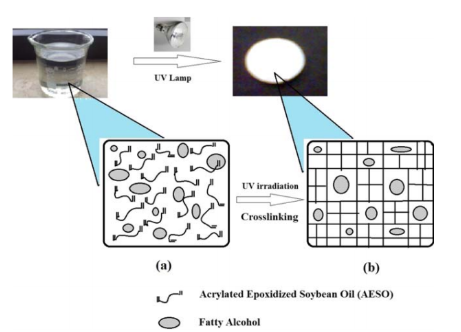 UV Lamp
UV irradiation
Crosslinking
(a)
(b)
Acrylated Epoxidized Soybean Oil (AESO)
Fatty Alcohol